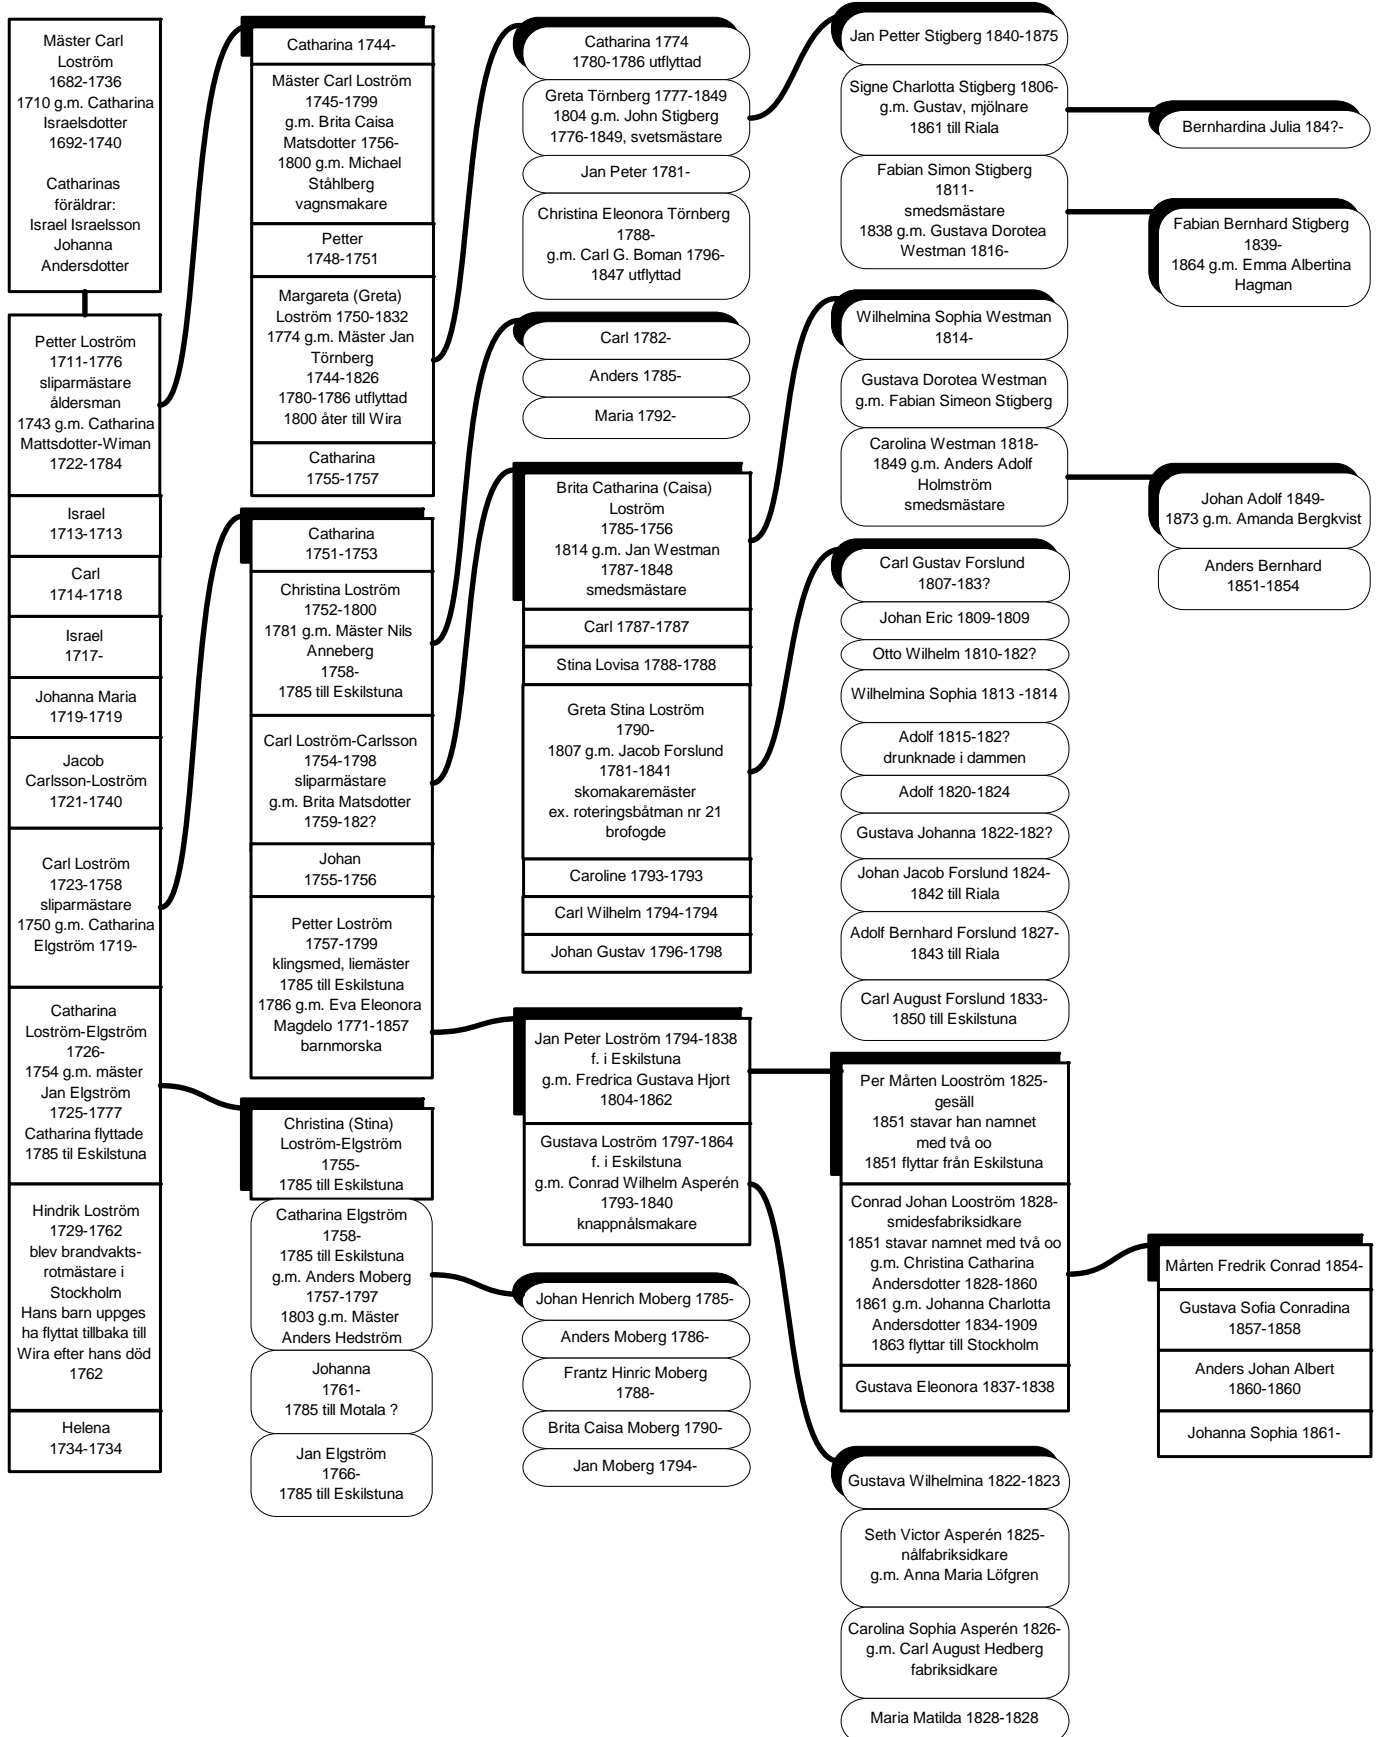 Mäster Carl
Loström
1682-1736
1710 g.m. Catharina
Israelsdotter
1692-1740
Catharinas
föräldrar:
Israel Israelsson
Johanna
Andersdotter
Petter Loström
1711-1776
sliparmästare
åldersman
1743 g.m. Catharina
Mattsdotter-Wiman
1722-1784
Israel
1713-1713
Carl
1714-1718
Israel
1717-
Johanna Maria
1719-1719
Jacob
Carlsson-Loström
1721-1740
Carl Loström
1723-1758
sliparmästare
1750 g.m. Catharina
Elgström 1719-
Catharina
Loström-Elgström
1726-
1754 g.m. mäster
Jan Elgström
1725-1777
Catharina flyttade
1785 til Eskilstuna
Hindrik Loström
1729-1762
blev brandvakts-
rotmästare i
Stockholm
Hans barn uppges
ha flyttat tillbaka till
Wira efter hans död
1762
Helena
1734-1734
Catharina 1744-
Mäster Carl Loström
1745-1799
g.m. Brita Caisa
Matsdotter 1756-
1800 g.m. Michael
Ståhlberg
vagnsmakare
Petter
1748-1751
Margareta (Greta)
Loström 1750-1832
1774 g.m. Mäster Jan
Törnberg
1744-1826
1780-1786 utflyttad
1800 åter till Wira
Catharina
1755-1757
Catharina
1751-1753
Christina Loström
1752-1800
1781 g.m. Mäster Nils
Anneberg
1758-
1785 till Eskilstuna
Carl Loström-Carlsson
1754-1798
sliparmästare
g.m. Brita Matsdotter
1759-182?
Johan
1755-1756
Petter Loström
1757-1799
klingsmed, liemäster
1785 till Eskilstuna
1786 g.m. Eva Eleonora
Magdelo 1771-1857
barnmorska
Christina (Stina)
Loström-Elgström
1755-
1785 till Eskilstuna
Catharina Elgström
1758-
1785 till Eskilstuna
g.m. Anders Moberg
1757-1797
1803 g.m. Mäster
Anders Hedström
Johanna
1761-
1785 till Motala ?
Jan Elgström
1766-
1785 till Eskilstuna
Catharina 1774
1780-1786 utflyttad
Greta Törnberg 1777-1849
1804 g.m. John Stigberg
1776-1849, svetsmästare
Jan Peter 1781-
Christina Eleonora Törnberg
1788-
g.m. Carl G. Boman 1796-
1847 utflyttad
Carl 1782-
Anders 1785-
Maria 1792-
Brita Catharina (Caisa)
Loström
1785-1756
1814 g.m. Jan Westman
1787-1848
smedsmästare
Carl 1787-1787
Stina Lovisa 1788-1788
Greta Stina Loström
1790-
1807 g.m. Jacob Forslund
1781-1841
skomakaremäster
ex. roteringsbåtman nr 21
brofogde
Caroline 1793-1793
Carl Wilhelm 1794-1794
Johan Gustav 1796-1798
Jan Peter Loström 1794-1838
f. i Eskilstuna
g.m. Fredrica Gustava Hjort
1804-1862
Gustava Loström 1797-1864
f. i Eskilstuna
g.m. Conrad Wilhelm Asperén
1793-1840
knappnålsmakare
Johan Henrich Moberg 1785-
Anders Moberg 1786-
Frantz Hinric Moberg
1788-
Brita Caisa Moberg 1790-
Jan Moberg 1794-
Jan Petter Stigberg 1840-1875
Signe Charlotta Stigberg 1806-
g.m. Gustav, mjölnare
1861 till Riala
Fabian Simon Stigberg
1811-
smedsmästare
1838 g.m. Gustava Dorotea
Westman 1816-
Wilhelmina Sophia Westman
1814-
Gustava Dorotea Westman
g.m. Fabian Simeon Stigberg
Carolina Westman 1818-
1849 g.m. Anders Adolf
Holmström
smedsmästare
Carl Gustav Forslund
1807-183?
Johan Eric 1809-1809
Otto Wilhelm 1810-182?
Wilhelmina Sophia 1813 -1814
Adolf 1815-182?
drunknade i dammen
Adolf 1820-1824
Gustava Johanna 1822-182?
Johan Jacob Forslund 1824-
1842 till Riala
Adolf Bernhard Forslund 1827-
1843 till Riala
Carl August Forslund 1833-
1850 till Eskilstuna
Per Mårten Looström 1825-
gesäll
1851 stavar han namnet
med två oo
1851 flyttar från Eskilstuna
Conrad Johan Looström 1828-
smidesfabriksidkare
1851 stavar namnet med två oo
g.m. Christina Catharina
Andersdotter 1828-1860
1861 g.m. Johanna Charlotta
Andersdotter 1834-1909
1863 flyttar till Stockholm
Gustava Eleonora 1837-1838
Gustava Wilhelmina 1822-1823
Seth Victor Asperén 1825-
nålfabriksidkare
g.m. Anna Maria Löfgren
Carolina Sophia Asperén 1826-
g.m. Carl August Hedberg
fabriksidkare
Maria Matilda 1828-1828
Bernhardina Julia 184?-
Fabian Bernhard Stigberg
1839-
1864 g.m. Emma Albertina
Hagman
Johan Adolf 1849-
1873 g.m. Amanda Bergkvist
Anders Bernhard
1851-1854
Mårten Fredrik Conrad 1854-
Gustava Sofia Conradina
1857-1858
Anders Johan Albert
1860-1860
Johanna Sophia 1861-